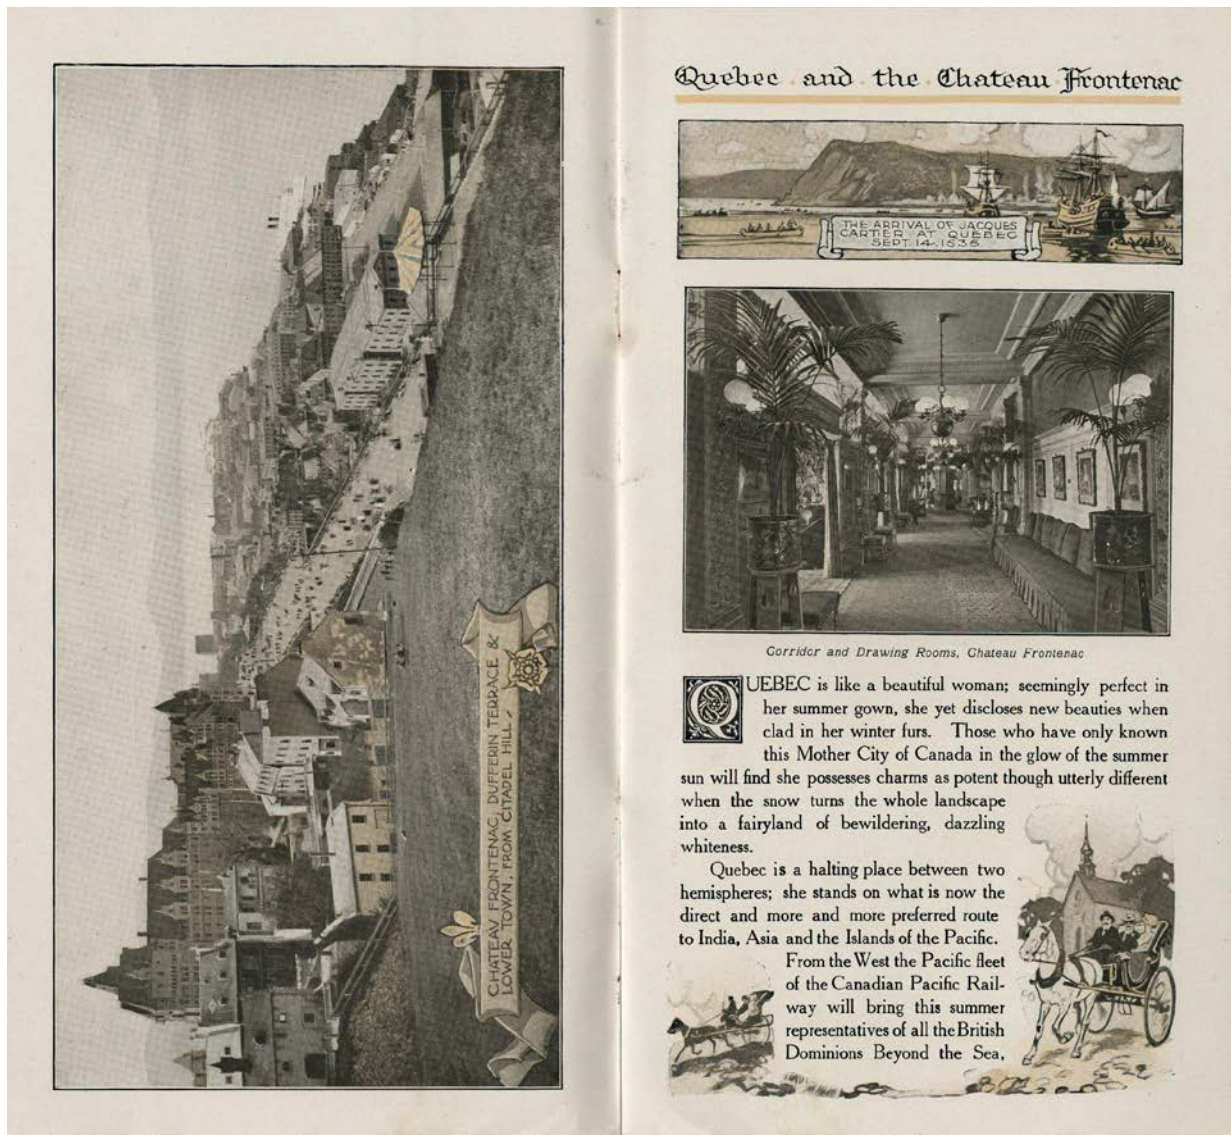 CHATEAV FRONTENAC, DUFFERIN TERRACE &
LOWER TOWN, FROM CITADEL HILL
Quebec and the Chateau Frontenac
THE ARRIVAL OF JACQUES
CARTIER AT QUEBEC
SEPT. 14. 1535
Corridor and Drawing Rooms, Chateau Frontenac
QUEBEC is like a beautiful woman; seemingly perfect in
her summer gown, she yet discloses new beauties when
clad in her winter furs. Those who have only known
this Mother City of Canada in the glow of the summer
sun will find she possesses charms as potent though utterly different
when the snow turns the whole landscape
into a fairyland of bewildering, dazzling
whiteness.
Quebec is a halting place between two
hemispheres; she stands on what is now the
direct and more and more preferred route
to India, Asia and the Islands of the Pacific.
From the West the Pacific fleet
of the Canadian Pacific Rail-
way will bring this summer
representatives of all the British
Dominions Beyond the Sea,